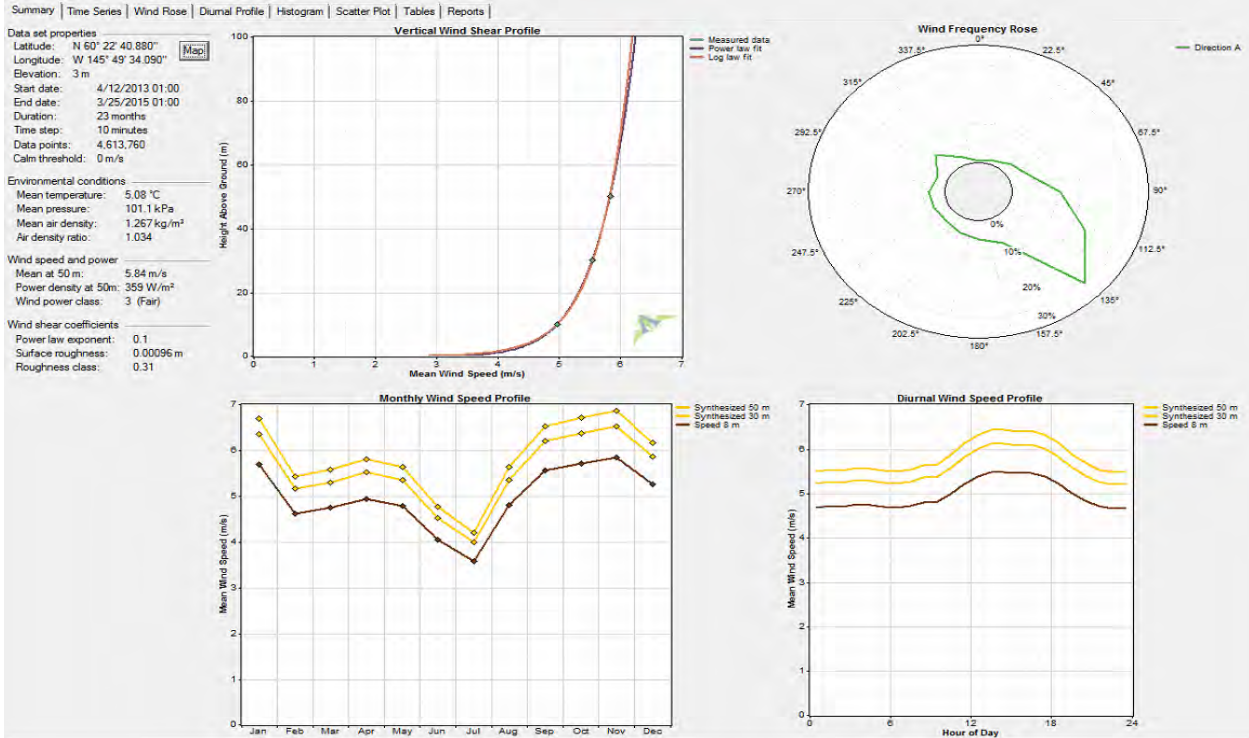 Summary | Time Series | Wind Rose | Diurnal Profile | Histogram | Scatter Plot | Tables | Reports |
Data set properties
Latitude: N 60° 22' 40.880"
Map
Longitude: W 145° 49' 34.090"
Elevation: 3 m
Start date: 4/12/2013 01:00
End date: 3/25/2015 01:00
Duration: 23 months
Time step: 10 minutes
Data points: 4,613,760
Calm threshold: 0 m/s
Environmental conditions
Mean temperature: 5.08 °C
Mean pressure: 101.1 kPa
Mean air density: 1.267 kg/m³
Air density ratio: 1.034
Wind speed and power
Mean at 50 m: 5.84 m/s
Power density at 50m: 359 W/m²
Wind power class: 3 (Fair)
Wind shear coefficients
Power law exponent: 0.1
Surface roughness: 0.00096 m
Roughness class: 0.31
Vertical Wind Shear Profile
Measured data
Power law fit
Log law fit
Height Above Ground (m)
100
80
60
40
20
0
0 1 2 3 4 5 6 7
Mean Wind Speed (m/s)
Wind Frequency Rose
Direction A
0°
22.5°
45°
67.5°
90°
112.5°
135°
157.5°
180°
202.5°
225°
247.5°
270°
292.5°
315°
337.5°
0%
10%
20%
30%
Monthly Wind Speed Profile
Synthesized 50 m
Synthesized 30 m
Speed 8 m
Mean Wind Speed (m/s)
7
6
5
4
3
2
1
0
Jan Feb Mar Apr May Jun Jul Aug Sep Oct Nov Dec
Diurnal Wind Speed Profile
Synthesized 50 m
Synthesized 30 m
Speed 8 m
Mean Wind Speed (m/s)
7
6
5
4
3
2
1
0
0 6 12 18 24
Hour of Day